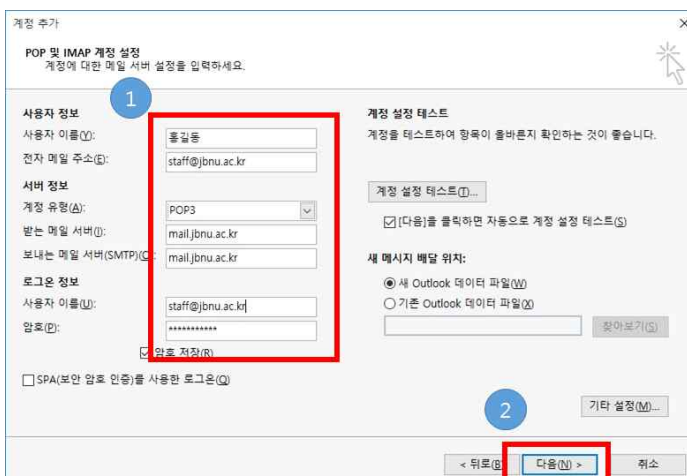 계정 추가
POP 및 IMAP 계정 설정
계정에 대한 메일 서버 설정을 입력하세요.
1
사용자 정보
사용자 이름(Y):
홍길동
전자 메일 주소(E):
staff@jbnu.ac.kr
서버 정보
계정 유형(A):
POP3
받는 메일 서버(I):
mail.jbnu.ac.kr
보내는 메일 서버(SMTP)(O):
mail.jbnu.ac.kr
로그온 정보
사용자 이름(U):
staff@jbnu.ac.kr
암호(P):
***********
암호 저장(R)
SPA(보안 암호 인증)를 사용한 로그온(Q)
계정 설정 테스트
계정을 테스트하여 항목이 올바른지 확인하는 것이 좋습니다.
계정 설정 테스트(T)...
[다음]을 클릭하면 자동으로 계정 설정 테스트(S)
새 메시지 배달 위치:
새 Outlook 데이터 파일(W)
기존 Outlook 데이터 파일(X)
찾아보기(S)
기타 설정(M)...
2
< 뒤로(B)
다음(N) >
취소